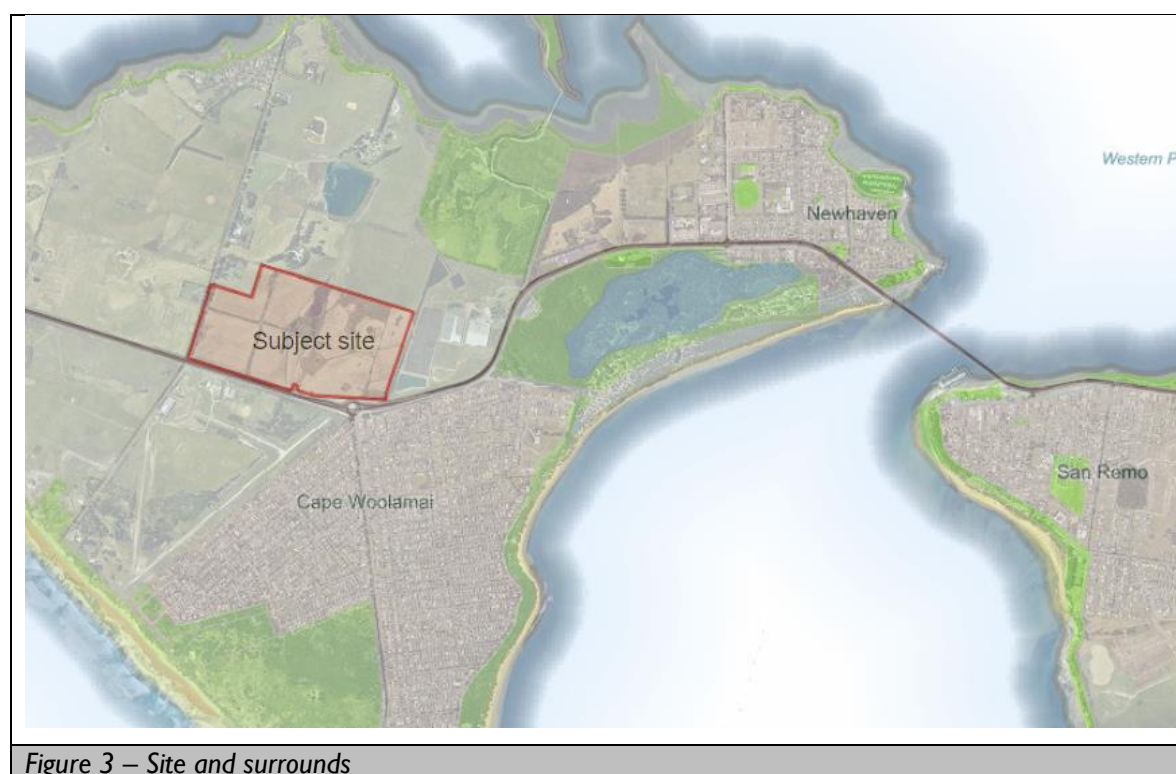 Western P
Newhaven
Subject site
San Remo
Cape Woolamai
Figure 3 – Site and surrounds